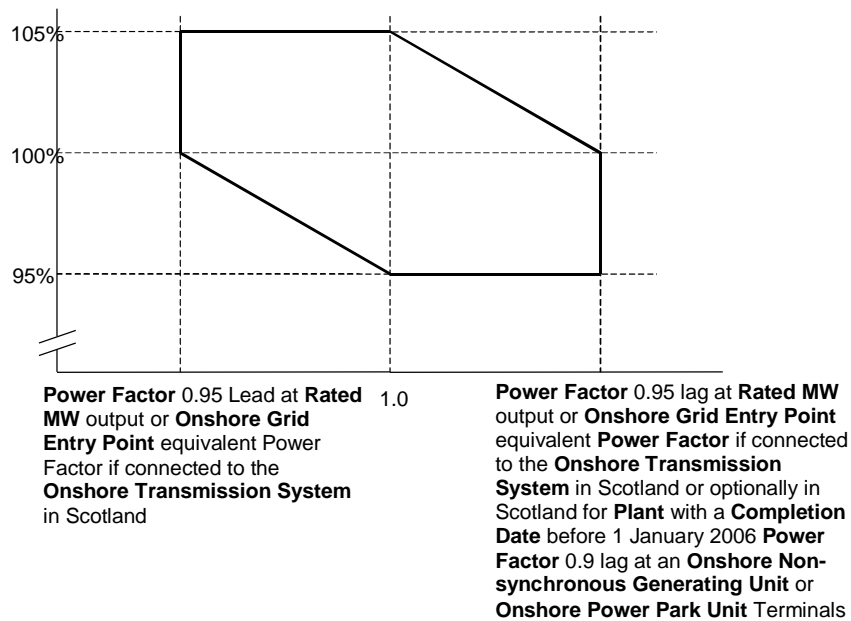 105%
100%
95%
Power Factor 0.95 Lead at Rated
MW output or Onshore Grid
Entry Point equivalent Power
Factor if connected to the
Onshore Transmission System
in Scotland
1.0
Power Factor 0.95 lag at Rated MW
output or Onshore Grid Entry Point
equivalent Power Factor if connected
to the Onshore Transmission
System in Scotland or optionally in
Scotland for Plant with a Completion
Date before 1 January 2006 Power
Factor 0.9 lag at an Onshore Non-
synchronous Generating Unit or
Onshore Power Park Unit Terminals